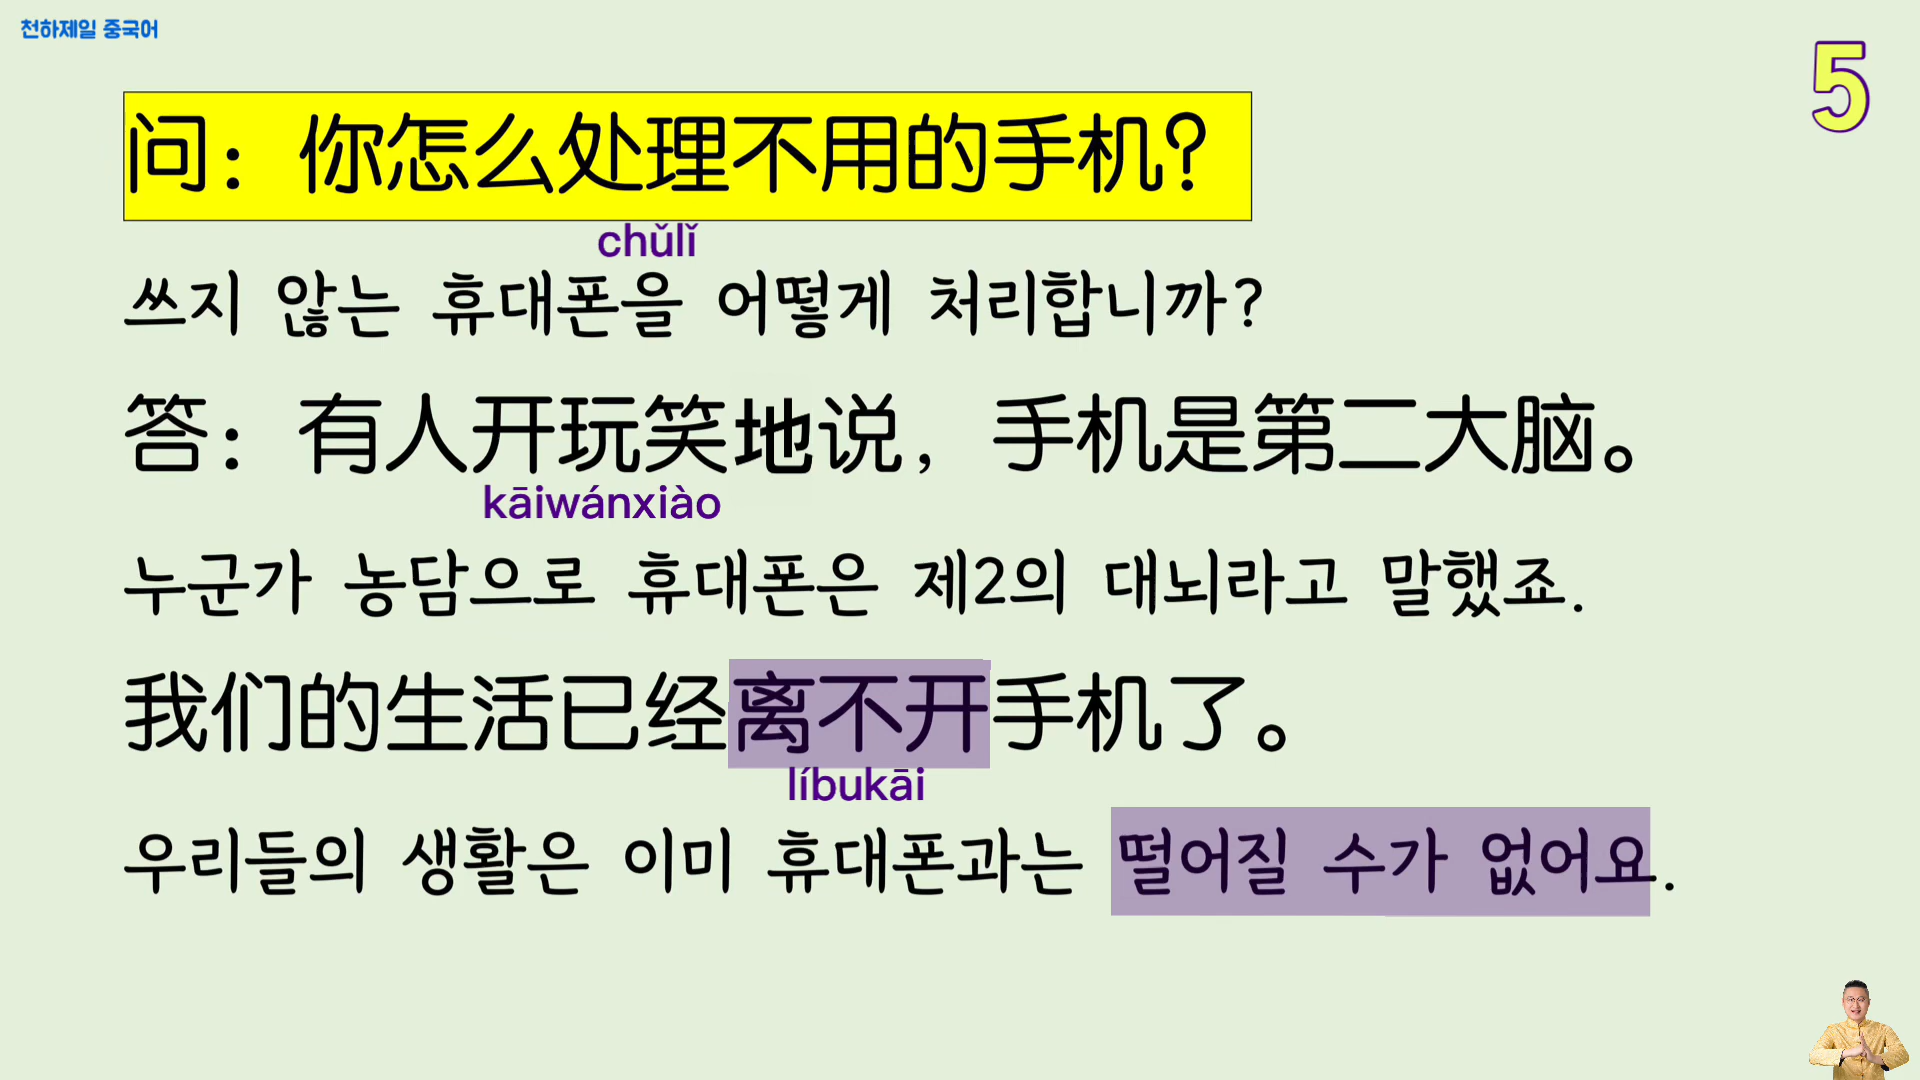 천하제일 중국어
5
问：你怎么处理不用的手机？
chǔlǐ
쓰지 않는 휴대폰을 어떻게 처리합니까?
答：有人开玩笑地说，手机是第二大脑。
kāiwánxiào
누군가 농담으로 휴대폰은 제2의 대뇌라고 말했죠.
我们的生活已经离不开手机了。
líbukāi
우리들의 생활은 이미 휴대폰과는 떨어질 수가 없어요.